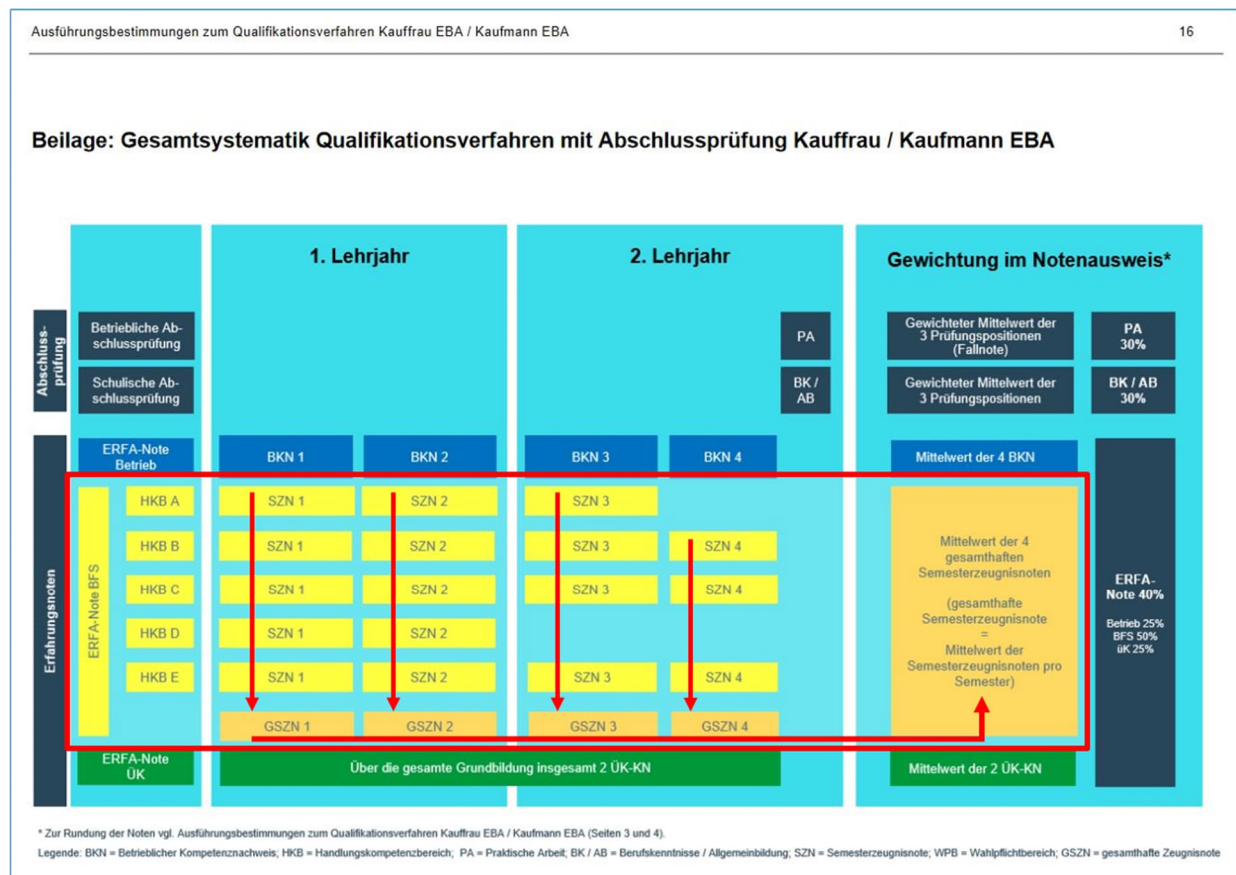 Ausführungsbestimmungen zum Qualifikationsverfahren Kauffrau EBA / Kaufmann EBA 16
Beilage: Gesamtsystematik Qualifikationsverfahren mit Abschlussprüfung Kauffrau / Kaufmann EBA
1. Lehrjahr 2. Lehrjahr Gewichtung im Notenausweis*
Abschluss-
prüfung
Betriebliche Ab-
schlussprüfung
PA
Gewichteter Mittelwert der
3 Prüfungspositionen
(Fallnote)
PA
30%
Schulische Ab-
schlussprüfung
BK /
AB
Gewichteter Mittelwert der
3 Prüfungspositionen
BK / AB
30%
Erfahrungsnoten
ERFA-Note
Betrieb
BKN 1 BKN 2 BKN 3 BKN 4
Mittelwert der 4 BKN
ERFA-Note BFS
HKB A SZN 1 SZN 2 SZN 3
HKB B SZN 1 SZN 2 SZN 3 SZN 4
HKB C SZN 1 SZN 2 SZN 3 SZN 4
HKB D SZN 1 SZN 2
HKB E SZN 1 SZN 2 SZN 3 SZN 4
GSZN 1 GSZN 2 GSZN 3 GSZN 4
Mittelwert der 4
gesamthaften
Semesterzeugnisnoten
(gesamthafte
Semesterzeugnisnote
=
Mittelwert der
Semesterzeugnisnoten pro
Semester)
ERFA-
Note 40%
Betrieb 25%
BFS 50%
üK 25%
ERFA-Note
ÜK
Über die gesamte Grundbildung insgesamt 2 ÜK-KN
Mittelwert der 2 ÜK-KN
* Zur Rundung der Noten vgl. Ausführungsbestimmungen zum Qualifikationsverfahren Kauffrau EBA / Kaufmann EBA (Seiten 3 und 4).
Legende: BKN = Betrieblicher Kompetenznachweis; HKB = Handlungskompetenzbereich; PA = Praktische Arbeit; BK / AB = Berufskenntnisse / Allgemeinbildung; SZN = Semesterzeugnisnote; WPB = Wahlpflichtbereich; GSZN = gesamthafte Zeugnisnote